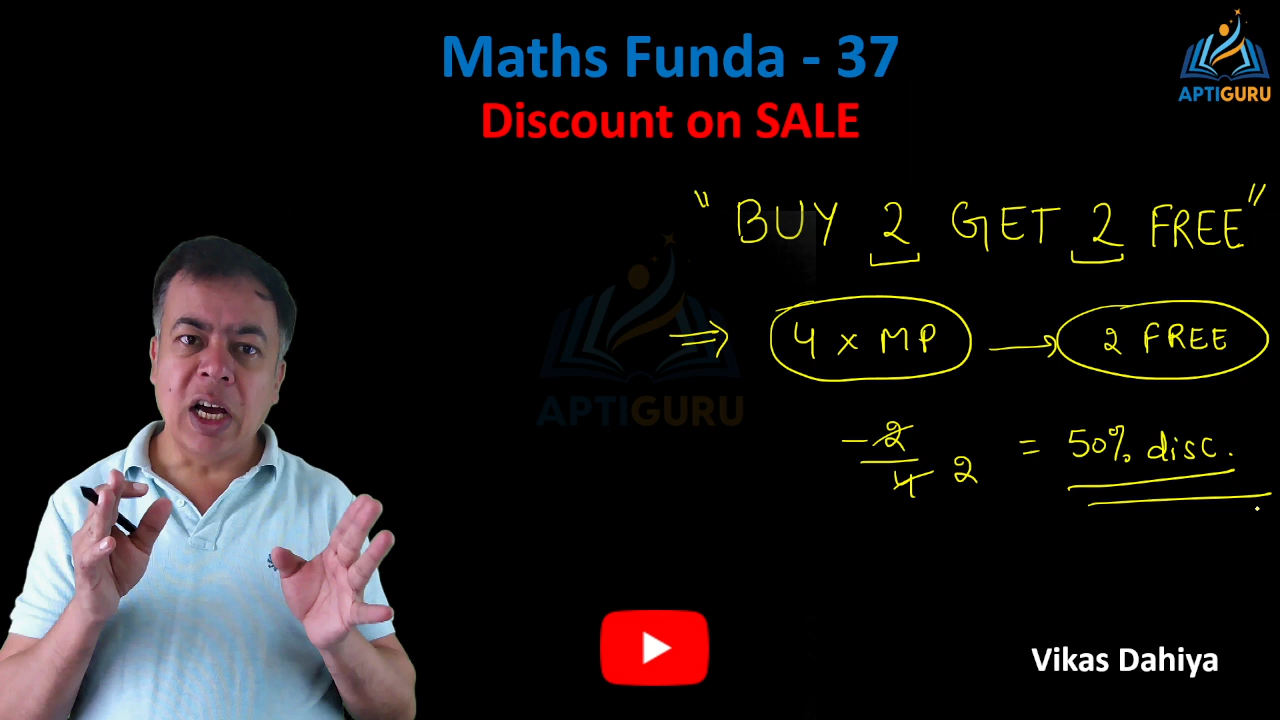 Maths Funda - 37
Discount on SALE
APTIGURU
"BUY 2 GET 2 FREE"
⇒ 4 x MP → 2 FREE
APTIGURU
-2/4 2 = 50% disc.
Vikas Dahiya